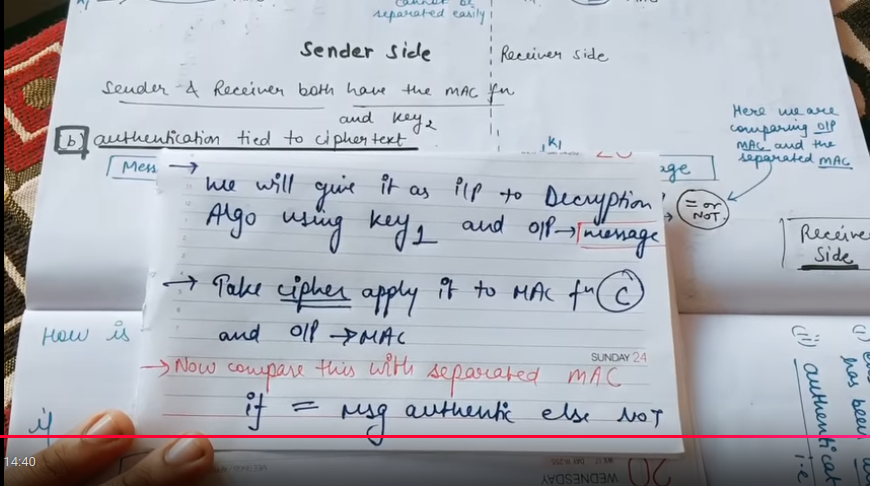 cannot be
separated easily
Sender Side
Receiver side
Sender & Receiver both have the MAC fn
and key2
b) authentication tied to ciphertext
K1
Here we are
comparing O/P
MAC and the
separated MAC
Mess
age
= or
NOT
Receive
Side
→ We will give it as i/p to Decryption
Algo using key1 and O/P → message
→ Take cipher apply it to MAC fn C
and O/P → MAC
SUNDAY 24
→ Now compare this with separated MAC
if = Msg authentic else NOT
How is
if
(ii) authenticat
i.e
has been
WEDNESDAY
20
14:40